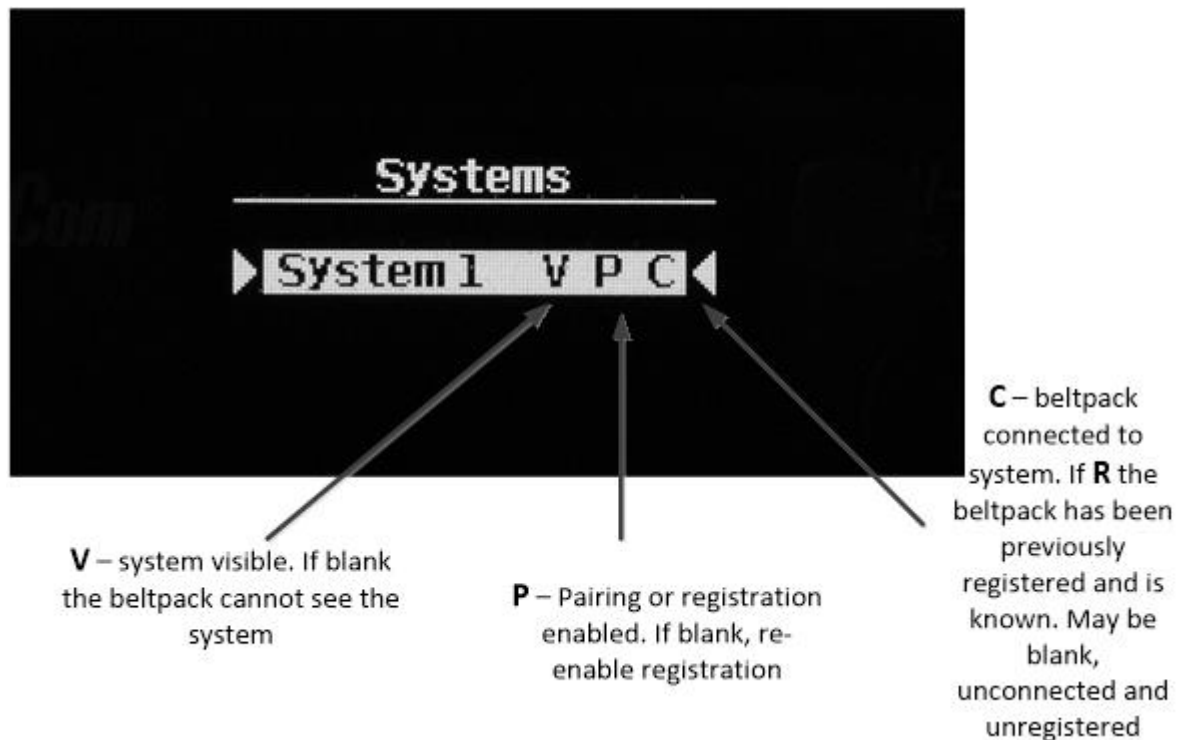 Systems
System 1 V P C
V – system visible. If blank
the beltpack cannot see the
system
P – Pairing or registration
enabled. If blank, re-
enable registration
C – beltpack
connected to
system. If R the
beltpack has been
previously
registered and is
known. May be
blank,
unconnected and
unregistered